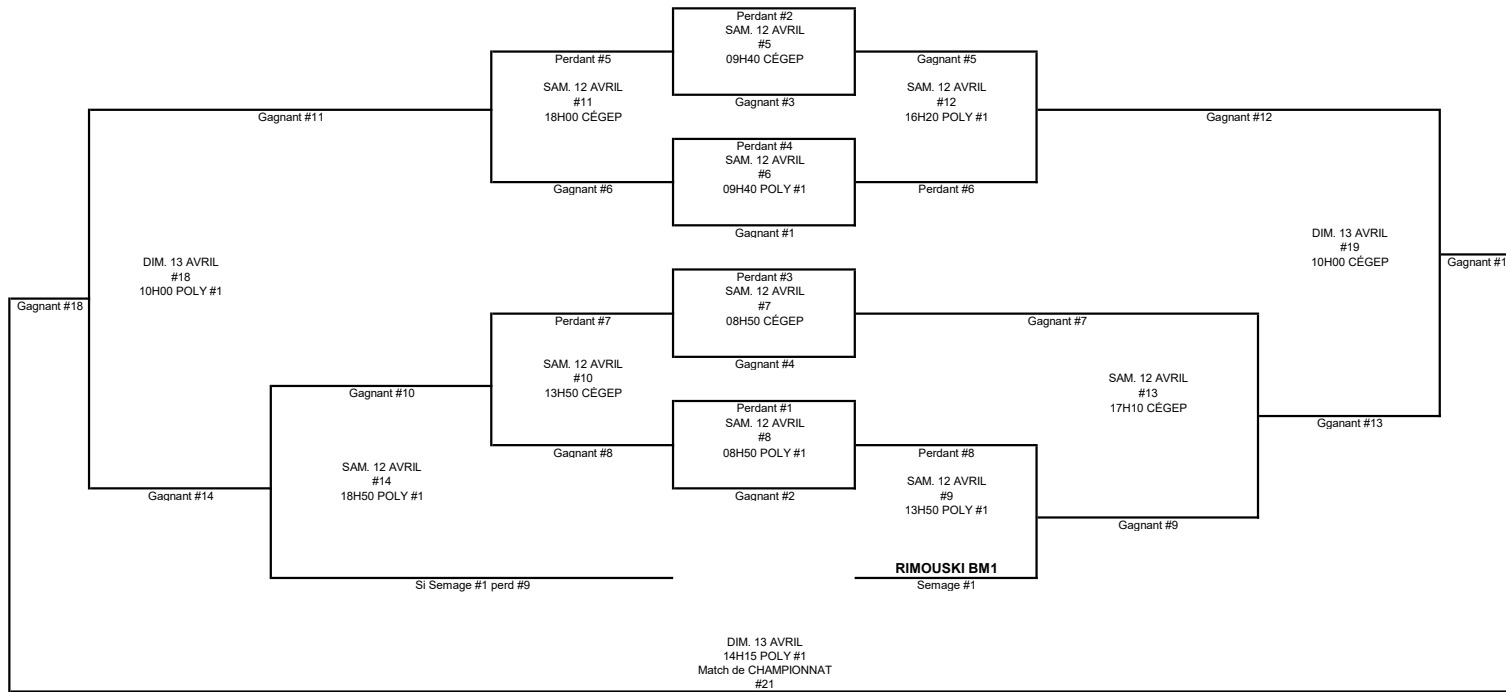 Perdant #2
SAM. 12 AVRIL
#5
09H40 CÉGEP
Perdant #5
Gagnant #5
SAM. 12 AVRIL
#11
18H00 CÉGEP
Gagnant #3
SAM. 12 AVRIL
#12
16H20 POLY #1
Gagnant #11
Gagnant #12
Perdant #4
SAM. 12 AVRIL
#6
09H40 POLY #1
Gagnant #6
Perdant #6
Gagnant #1
DIM. 13 AVRIL
#18
10H00 POLY #1
DIM. 13 AVRIL
#19
10H00 CÉGEP
Gagnant #1
Perdant #3
SAM. 12 AVRIL
#7
08H50 CÉGEP
Gagnant #18
Perdant #7
Gagnant #7
SAM. 12 AVRIL
#10
13H50 CÉGEP
Gagnant #4
SAM. 12 AVRIL
#13
17H10 CÉGEP
Gagnant #10
Perdant #1
SAM. 12 AVRIL
#8
08H50 POLY #1
Gganant #13
Gagnant #8
Perdant #8
SAM. 12 AVRIL
#14
18H50 POLY #1
SAM. 12 AVRIL
#9
13H50 POLY #1
Gagnant #14
Gagnant #2
Gagnant #9
RIMOUSKI BM1
Si Semage #1 perd #9
Semage #1
DIM. 13 AVRIL
14H15 POLY #1
Match de CHAMPIONNAT
#21